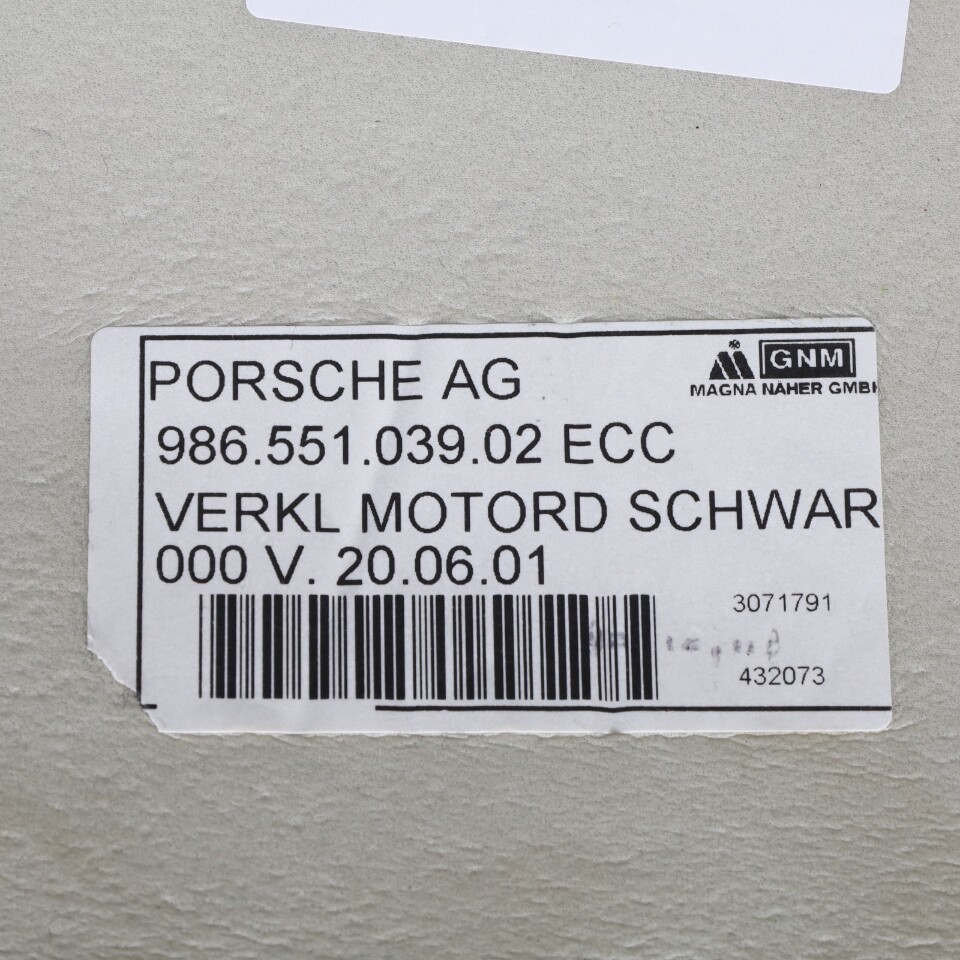 PORSCHE AG
GNM
MAGNA NÄHER GMBH
986.551.039.02 ECC
VERKL MOTORD SCHWAR
000 V. 20.06.01
3071791
432073